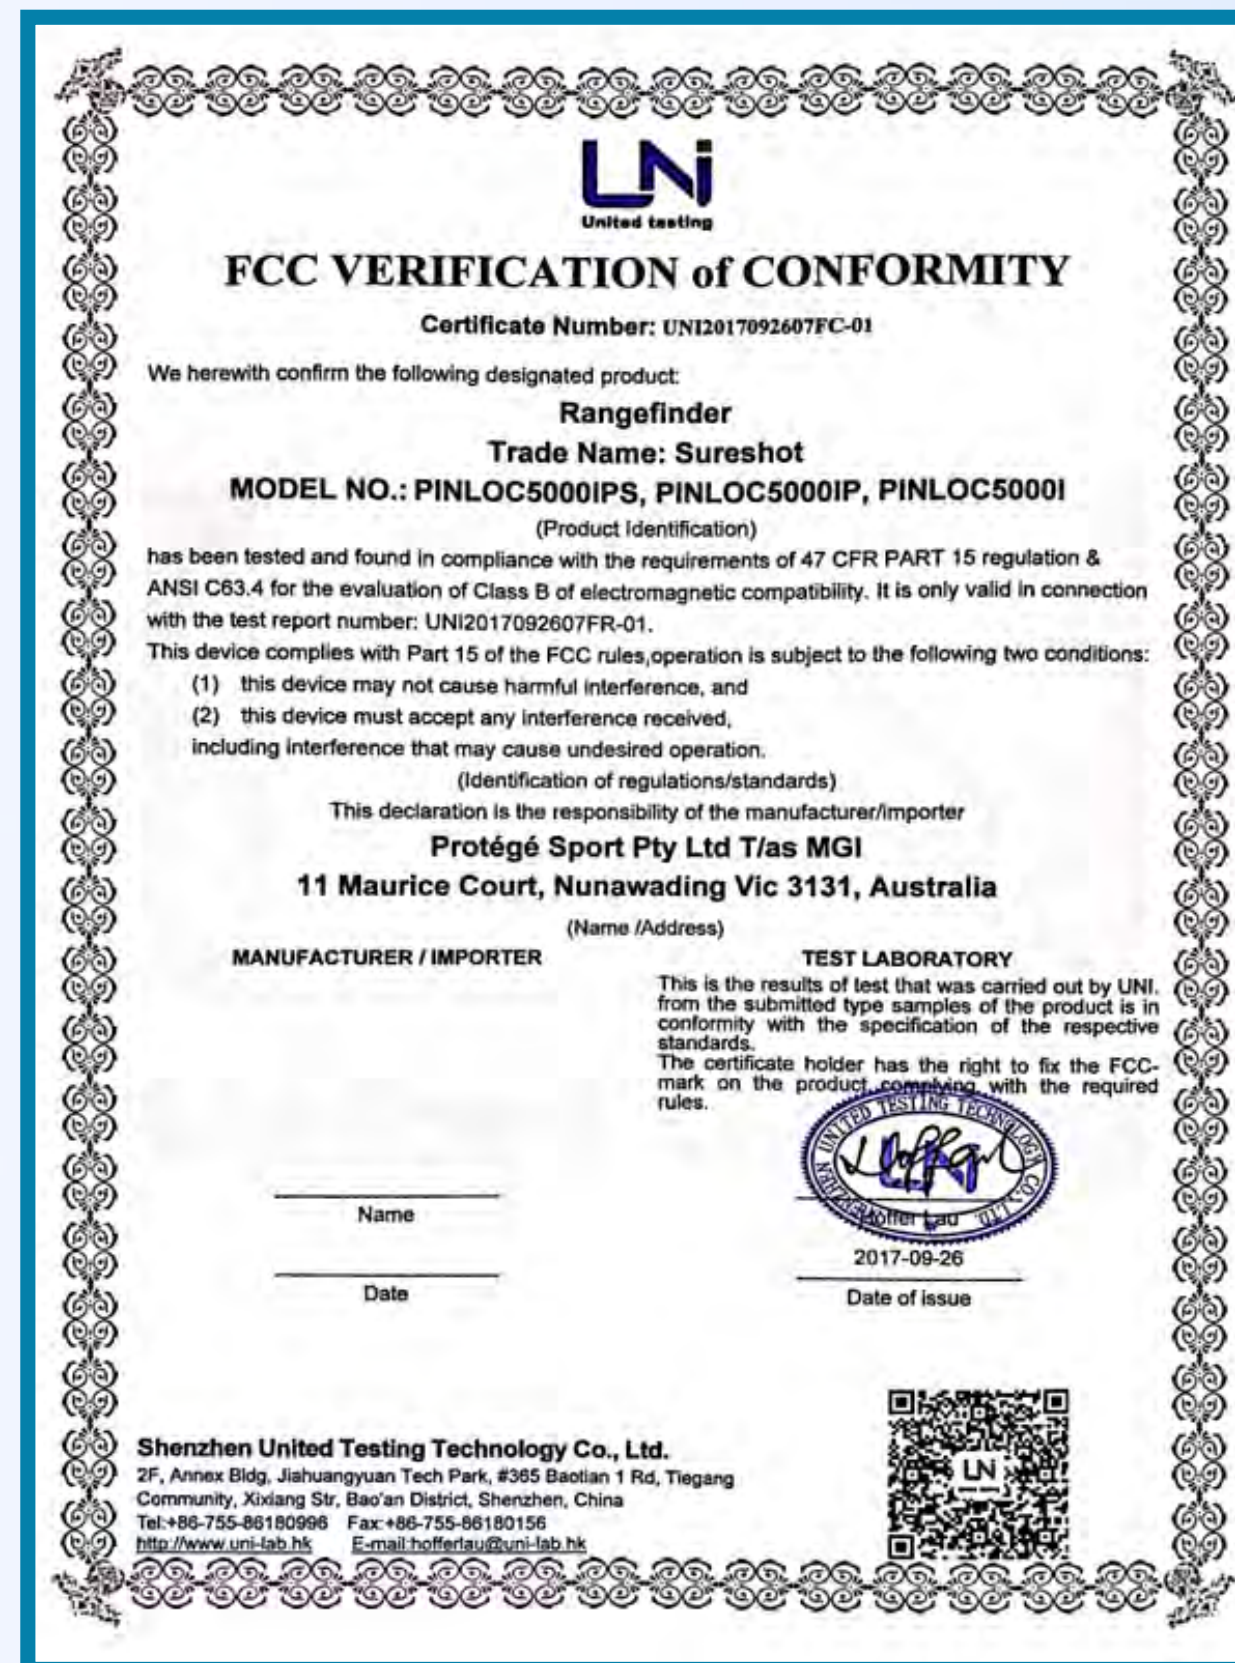 LNi
United testing
FCC VERIFICATION of CONFORMITY
Certificate Number: UNI2017092607FC-01
We herewith confirm the following designated product:
Rangefinder
Trade Name: Sureshot
MODEL NO.: PINLOC5000IPS, PINLOC5000IP, PINLOC5000I
(Product Identification)
has been tested and found in compliance with the requirements of 47 CFR PART 15 regulation &
ANSI C63.4 for the evaluation of Class B of electromagnetic compatibility. It is only valid in connection
with the test report number: UNI2017092607FR-01.
This device complies with Part 15 of the FCC rules,operation is subject to the following two conditions:
(1) this device may not cause harmful interference, and
(2) this device must accept any interference received,
including interference that may cause undesired operation.
(Identification of regulations/standards)
This declaration is the responsibility of the manufacturer/importer
Protégé Sport Pty Ltd T/as MGI
11 Maurice Court, Nunawading Vic 3131, Australia
(Name /Address)
MANUFACTURER / IMPORTER
Name
Date
TEST LABORATORY
This is the results of test that was carried out by UNI.
from the submitted type samples of the product is in
conformity with the specification of the respective
standards.
The certificate holder has the right to fix the FCC-
mark on the product complying with the required
rules.
SHENZHEN UNITED TESTING TECHNOLOGY CO., LTD.
Hoffer Lau
2017-09-26
Date of issue
Shenzhen United Testing Technology Co., Ltd.
2F, Annex Bldg, Jiahuangyuan Tech Park, #365 Baotian 1 Rd, Tiegang
Community, Xixiang Str, Bao'an District, Shenzhen, China
Tel:+86-755-86180996 Fax:+86-755-86180156
http://www.uni-lab.hk E-mail:hofferlau@uni-lab.hk
LN